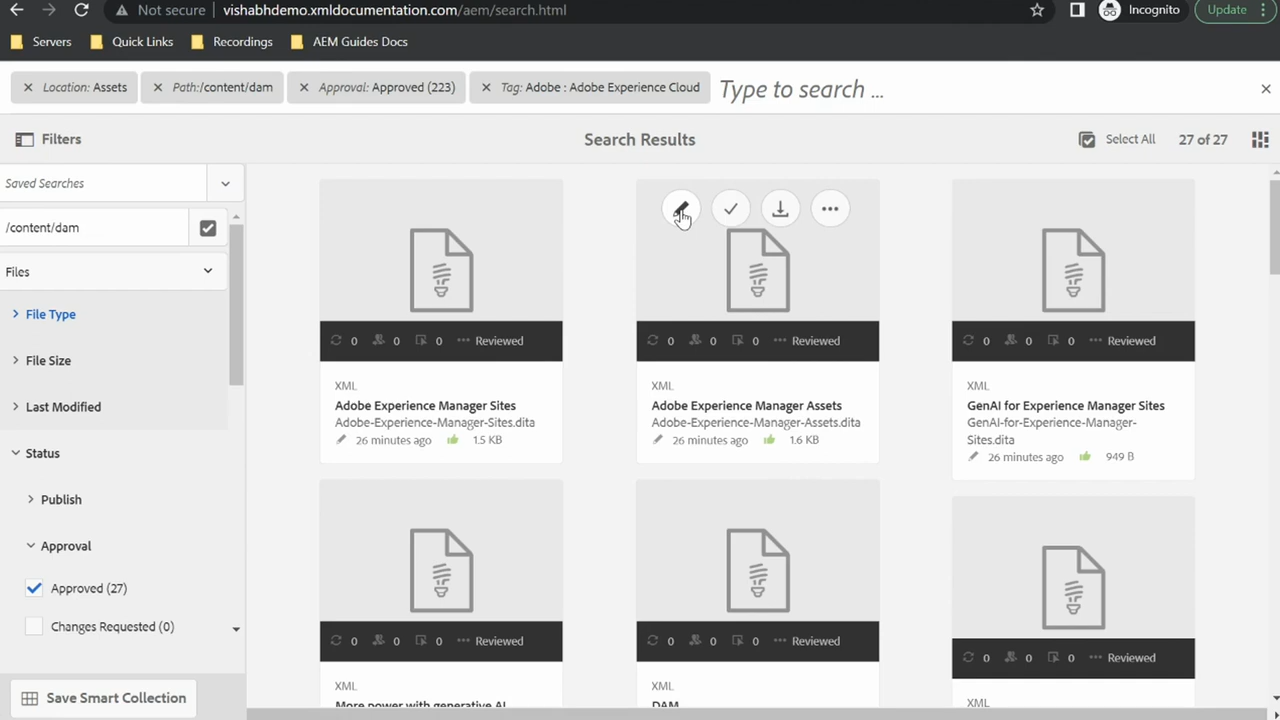 Not secure vishabhdemo.xmldocumentation.com/aem/search.html Incognito Update
Servers Quick Links Recordings AEM Guides Docs
Location: Assets Path:/content/dam Approval: Approved (223) Tag: Adobe : Adobe Experience Cloud Type to search ...
Filters Search Results Select All 27 of 27
Saved Searches
/content/dam
Files
File Type
File Size
Last Modified
Status
Publish
Approval
Approved (27)
Changes Requested (0)
Save Smart Collection
0 0 0 Reviewed
XML
Adobe Experience Manager Sites
Adobe-Experience-Manager-Sites.dita
26 minutes ago 1.5 KB
0 0 0 Reviewed
XML
Adobe Experience Manager Assets
Adobe-Experience-Manager-Assets.dita
26 minutes ago 1.6 KB
0 0 0 Reviewed
XML
GenAI for Experience Manager Sites
GenAI-for-Experience-Manager-
Sites.dita
26 minutes ago 949 B
0 0 0 Reviewed
XML
More power with generative AI
0 0 0 Reviewed
XML
DAM
0 0 0 Reviewed
XML